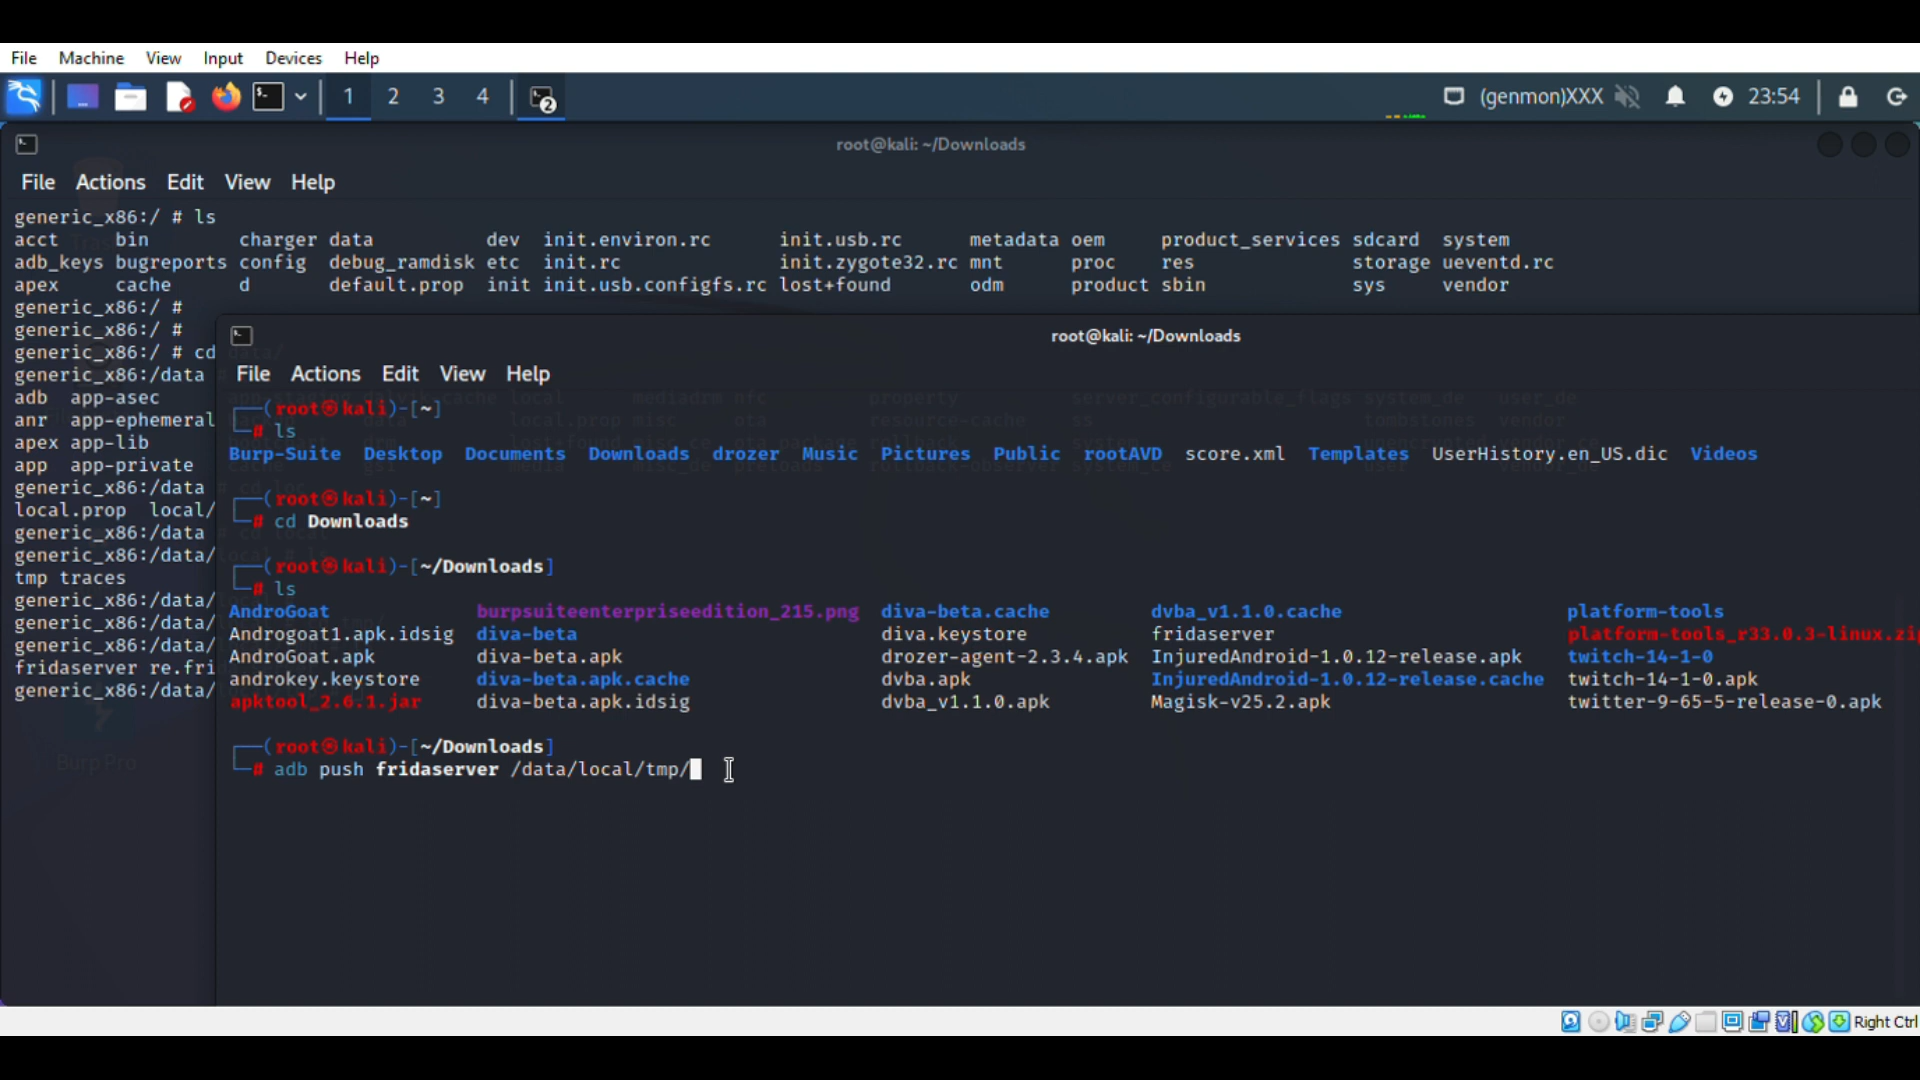 File Machine View Input Devices Help
1 2 3 4 2 (genmon)XXX 23:54
root@kali: ~/Downloads
File Actions Edit View Help
generic_x86:/ # ls
acct bin charger data dev init.environ.rc init.usb.rc metadata oem product_services sdcard system
adb_keys bugreports config debug_ramdisk etc init.rc init.zygote32.rc mnt proc res storage ueventd.rc
apex cache d default.prop init init.usb.configfs.rc lost+found odm product sbin sys vendor
generic_x86:/ #
generic_x86:/ #
generic_x86:/ # cd data/
generic_x86:/data
adb app-asec
anr app-ephemeral
apex app-lib
app app-private
generic_x86:/data
local.prop local/
generic_x86:/data
generic_x86:/data/
tmp traces
generic_x86:/data/
generic_x86:/data/
generic_x86:/data/
fridaserver re.fri
generic_x86:/data/
Burp Pro
root@kali: ~/Downloads
File Actions Edit View Help
(root㉿kali)-[~]
# ls
Burp-Suite Desktop Documents Downloads drozer Music Pictures Public rootAVD score.xml Templates UserHistory.en_US.dic Videos
(root㉿kali)-[~]
# cd Downloads
(root㉿kali)-[~/Downloads]
# ls
AndroGoat burpsuiteenterpriseedition_215.png diva-beta.cache dvba_v1.1.0.cache platform-tools
Androgoat1.apk.idsig diva-beta diva.keystore fridaserver platform-tools_r33.0.3-linux.zip
AndroGoat.apk diva-beta.apk drozer-agent-2.3.4.apk InjuredAndroid-1.0.12-release.apk twitch-14-1-0
androkey.keystore diva-beta.apk.cache dvba.apk InjuredAndroid-1.0.12-release.cache twitch-14-1-0.apk
apktool_2.6.1.jar diva-beta.apk.idsig dvba_v1.1.0.apk Magisk-v25.2.apk twitter-9-65-5-release-0.apk
(root㉿kali)-[~/Downloads]
# adb push fridaserver /data/local/tmp/
Right Ctrl